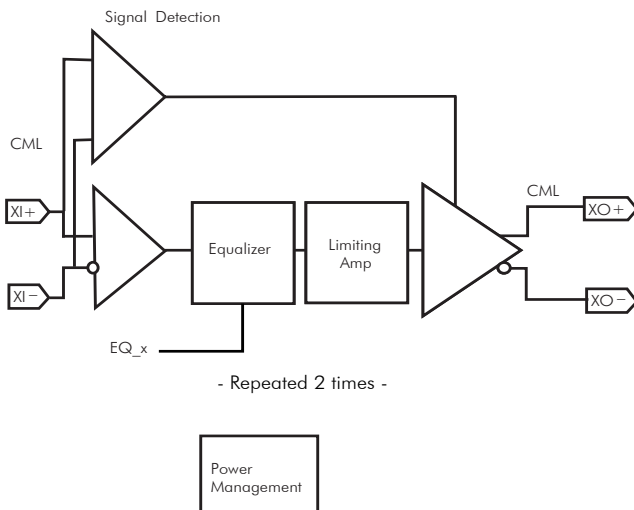 Signal Detection
CML
XI+
XI−
Equalizer
Limiting
Amp
CML
XO+
XO−
EQ_x
- Repeated 2 times -
Power
Management